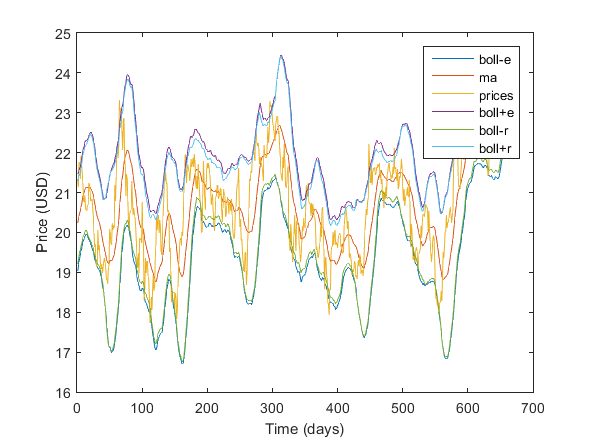 25
24
23
22
21
20
19
18
17
16
Price (USD)
0
100
200
300
400
500
600
700
Time (days)
boll-e
ma
prices
boll+e
boll-r
boll+r